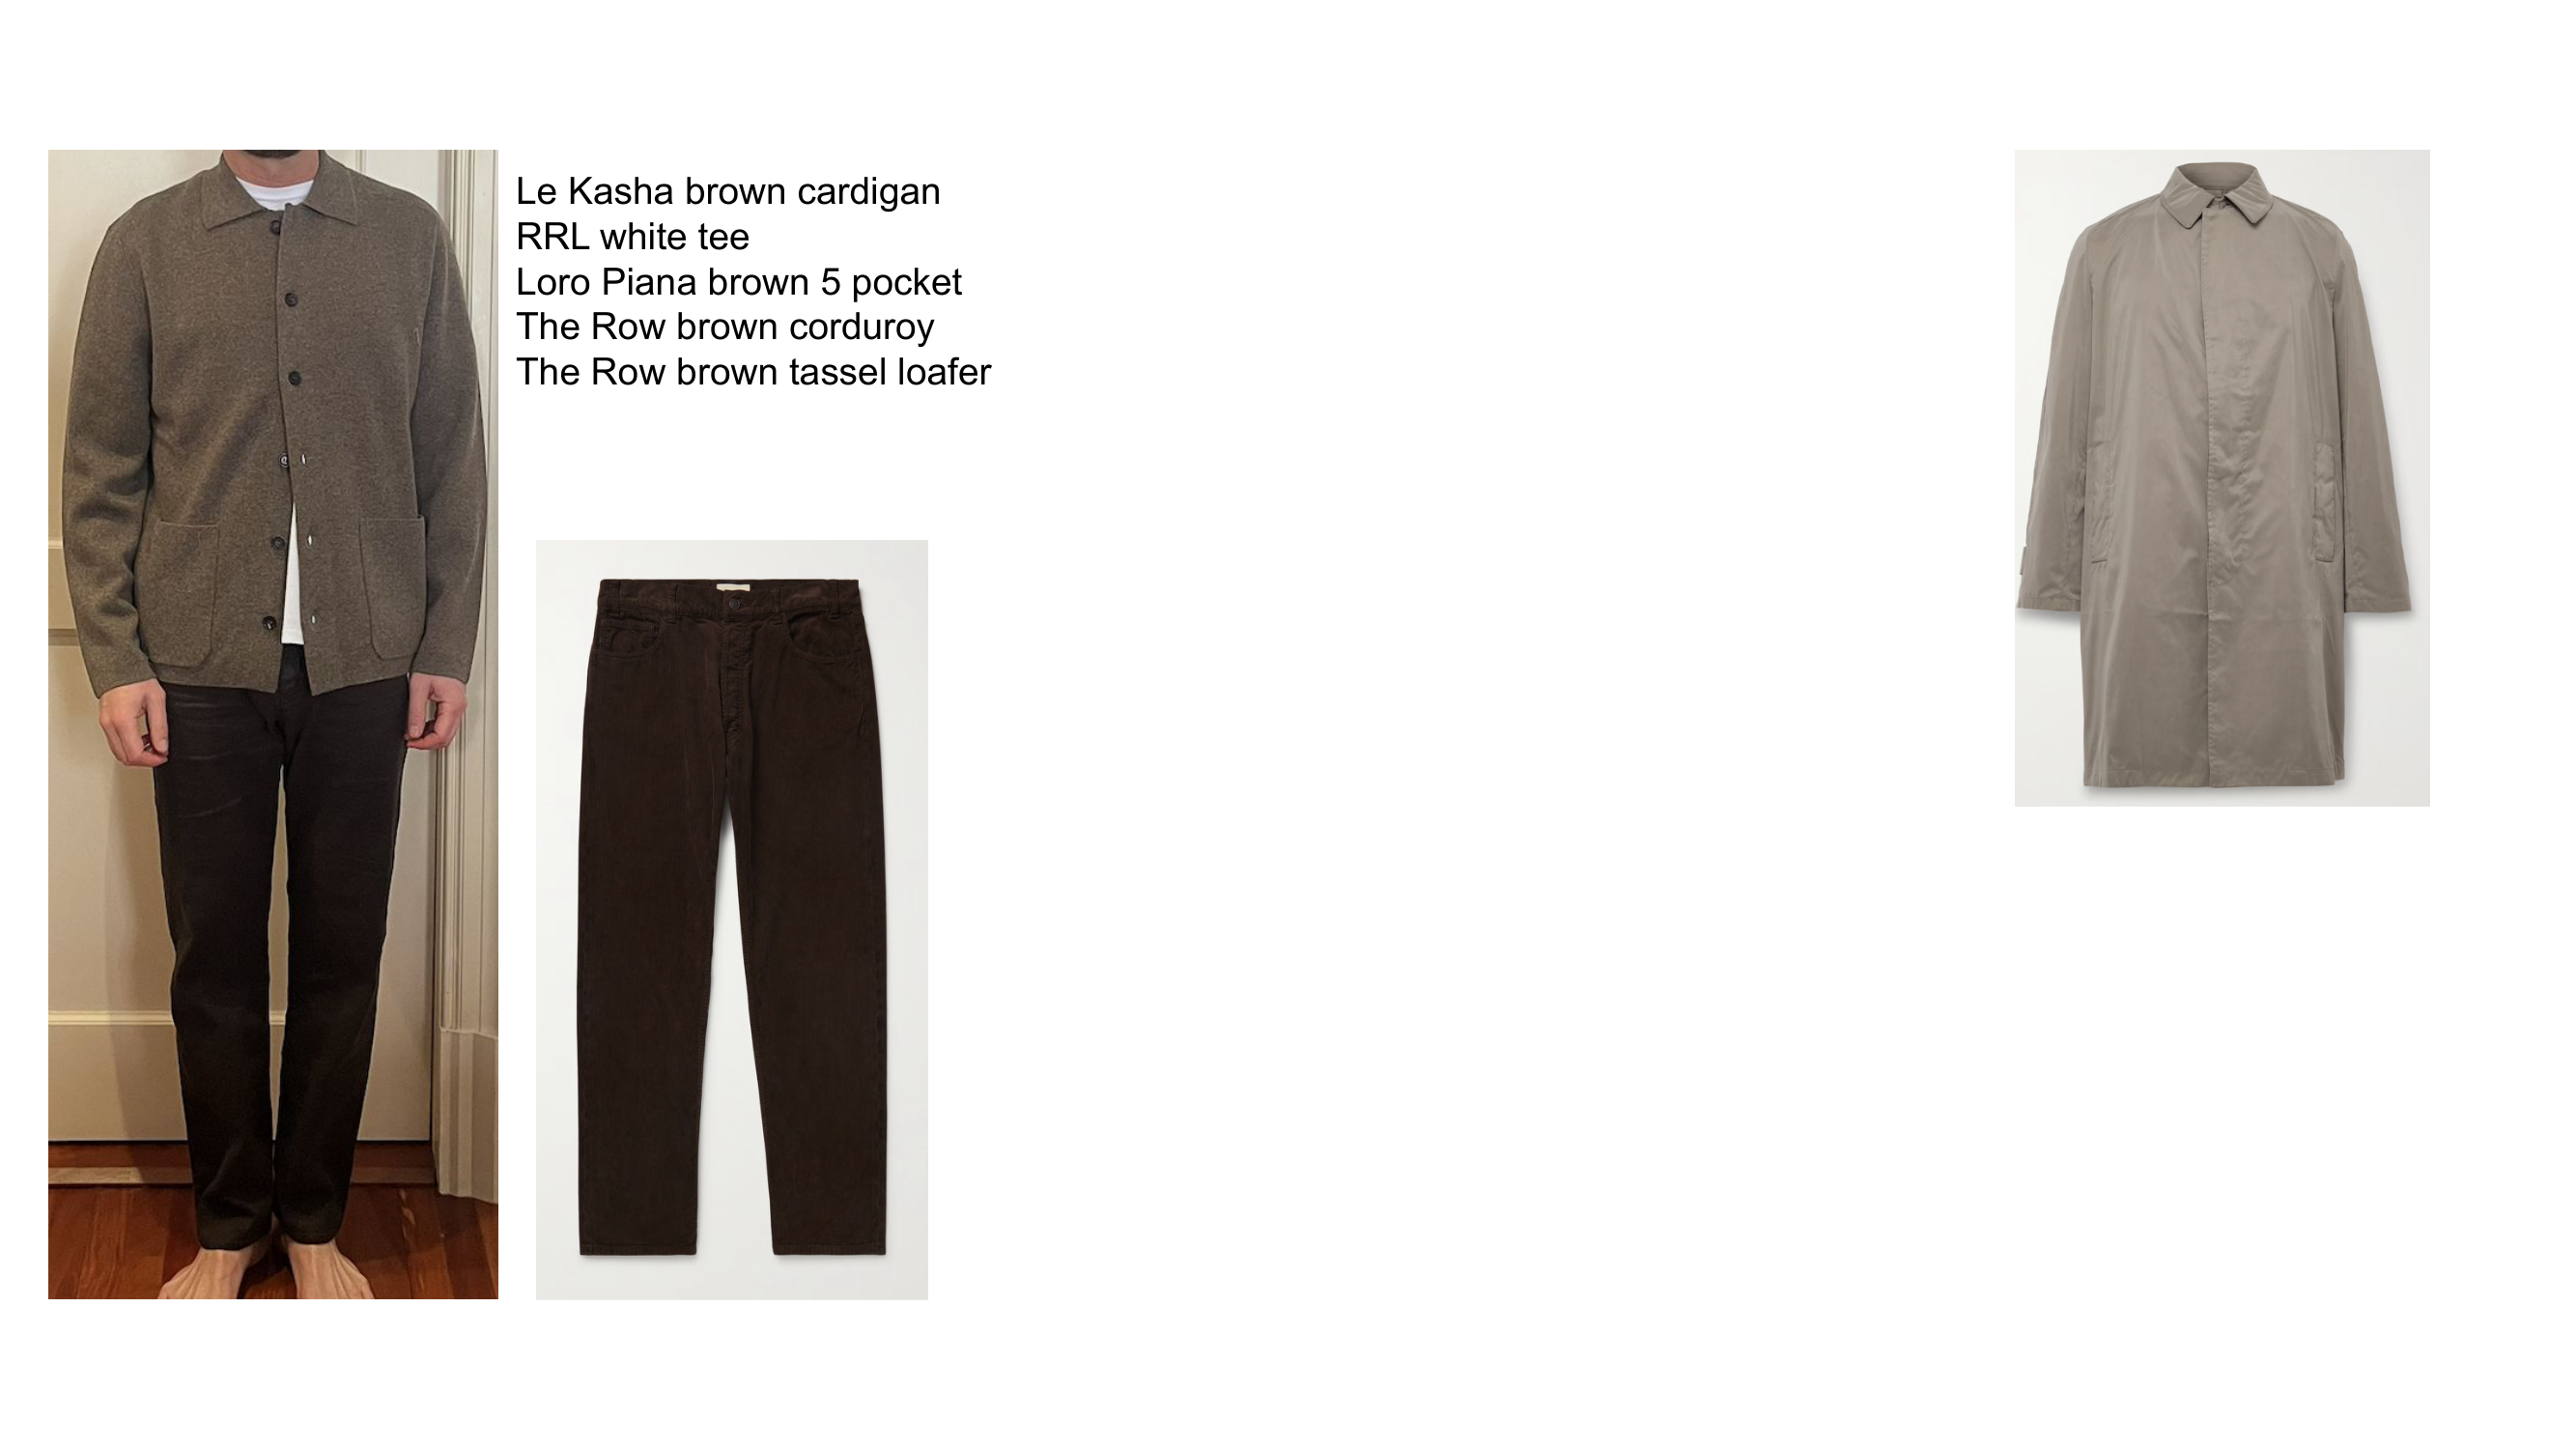 Le Kasha brown cardigan
RRL white tee
Loro Piana brown 5 pocket
The Row brown corduroy
The Row brown tassel loafer